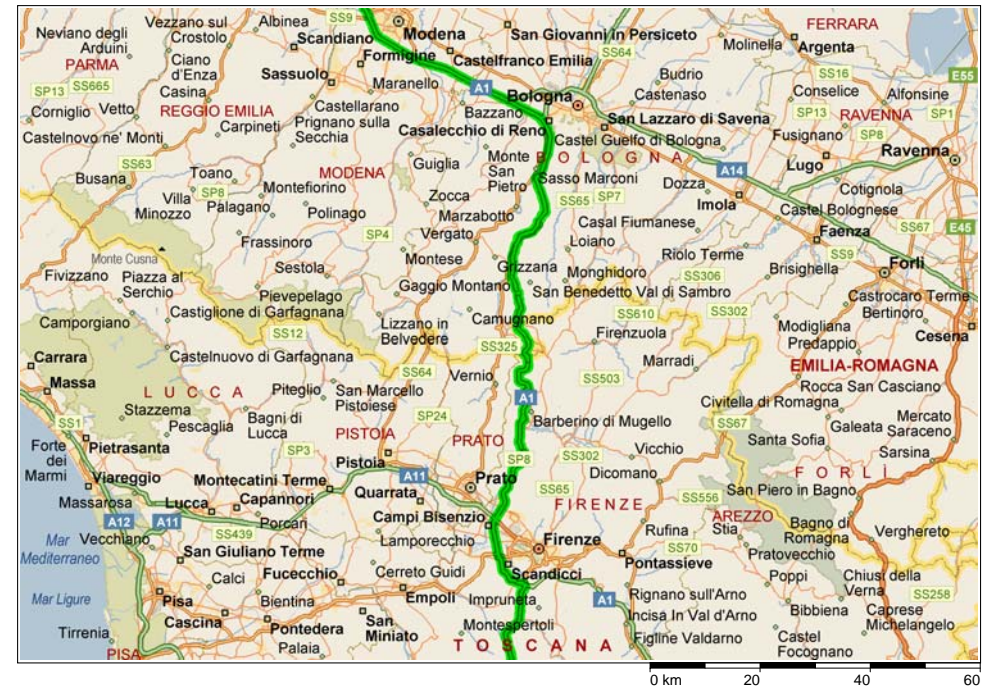 Neviano degli
Arduini
PARMA
SP13
SS665
Corniglio
Vetto
Castelnovo ne' Monti
Vezzano sul
Crostolo
Ciano
d'Enza
Casina
REGGIO EMILIA
Carpineti
Albinea
Scandiano
SS9
Modena
Formigine
Castelfranco Emilia
Sassuolo
Maranello
A1
San Giovanni in Persiceto
SS64
Molinella
FERRARA
Argenta
SS16
E55
Budrio
Castenaso
Conselice
Alfonsine
Castellarano
Prignano sulla
Secchia
Bazzano
Bologna
Casalecchio di Reno
San Lazzaro di Savena
Castel Guelfo di Bologna
SP13
RAVENNA
SP1
Fusignano
SP8
Lugo
Ravenna
SS63
Busana
Toano
Villa
Minozzo
SP8
Palagano
Montefiorino
MODENA
Polinago
Guiglia
Monte
San
Pietro
BOLOGNA
Sasso Marconi
A14
Dozza
Imola
Cotignola
Castel Bolognese
Zocca
Marzabotto
SS65
SP7
Casal Fiumanese
SS67
E45
Faenza
Monte Cusna
Frassinoro
SP4
Vergato
Montese
Loiano
Riolo Terme
SS9
Forli
Fivizzano
Piazza al
Serchio
Sestola
Grizzana
Monghidoro
SS306
Brisighella
Gaggio Montano
San Benedetto Val di Sambro
Pievepelago
Castiglione di Garfagnana
Castrocaro Terme
Bertinoro
Camporgiano
SS12
Lizzano in
Belvedere
Camugnano
SS610
SS302
Firenzuola
Modigliana
Predappio
Cesena
Carrara
Massa
Castelnuovo di Garfagnana
SS325
Marradi
EMILIA-ROMAGNA
LUCCA
Piteglio
San Marcello
Pistoiese
SS64
Vernio
SS503
Rocca San Casciano
Stazzema
Pescaglia
Bagni di
Lucca
SP24
A1
Barberino di Mugello
Civitella di Romagna
SS67
Galeata
Mercato
Saraceno
SS1
Forte
dei
Marmi
Pietrasanta
SP3
PISTOIA
Pistoia
PRATO
SP8
SS302
Vicchio
Santa Sofia
Sarsina
Viareggio
Massarosa
Montecatini Terme
A11
Prato
Dicomano
FORLÌ
Lucca
Capannori
Quarrata
SS65
FIRENZE
SS556
San Piero in Bagno
A12
A11
Porcari
Campi Bisenzio
AREZZO
Stia
Bagno di
Romagna
Verghereto
Vecchiano
SS439
Lamporecchio
Firenze
Rufina
SS70
Pratovecchio
Mar
Mediterraneo
San Giuliano Terme
Calci
Fucecchio
Cerreto Guidi
Scandicci
Pontassieve
Poppi
Chiusi della
Verna
SS258
Mar Ligure
Pisa
Bientina
Empoli
Impruneta
A1
Rignano sull'Arno
Incisa In Val d'Arno
Bibbiena
Caprese
Michelangelo
Cascina
Pontedera
San
Miniato
Montespertoli
Figline Valdarno
Castel
Focognano
Tirrenia
PISA
Palaia
TOSCANA
0 km
20
40
60